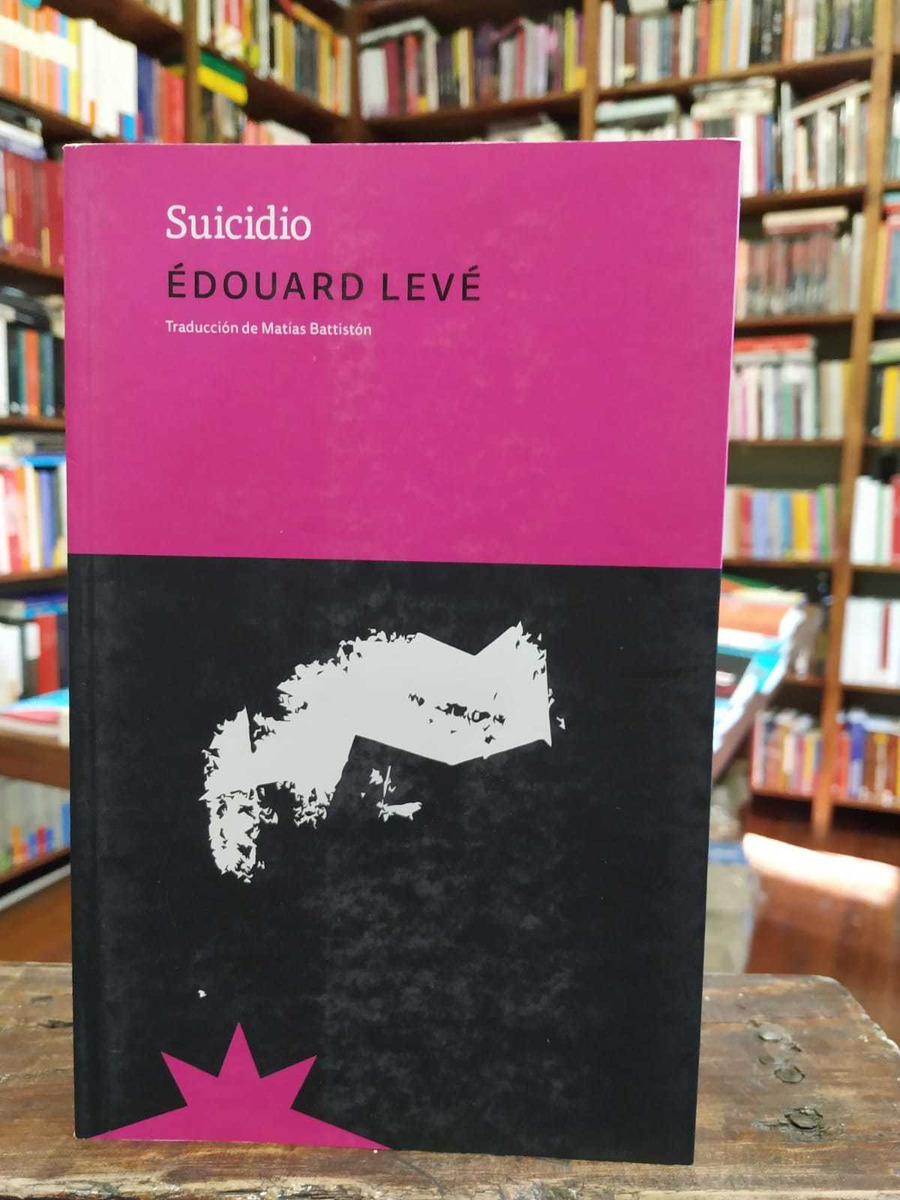 Suicidio
ÉDOUARD LEVÉ
Traducción de Matías Battistón